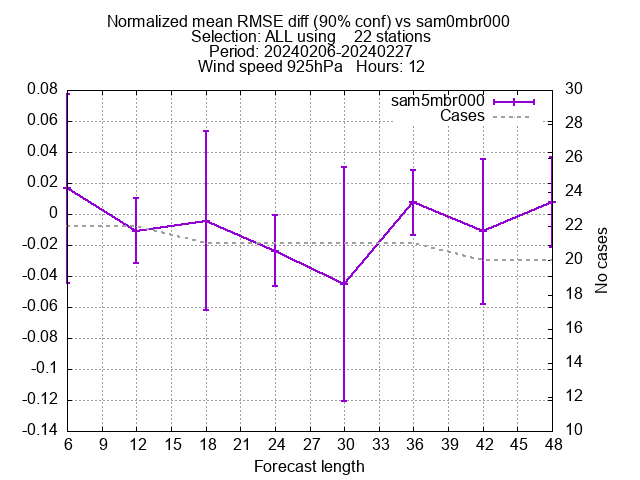 Normalized mean RMSE diff (90% conf) vs sam0mbr000
Selection: ALL using    22 stations
Period: 20240206-20240227
Wind speed 925hPa   Hours: 12
sam5mbr000
Cases
0.08
0.06
0.04
0.02
0
-0.02
-0.04
-0.06
-0.08
-0.1
-0.12
-0.14
30
28
26
24
22
20
18
16
14
12
10
No cases
6 9 12 15 18 21 24 27 30 33 36 39 42 45 48
Forecast length